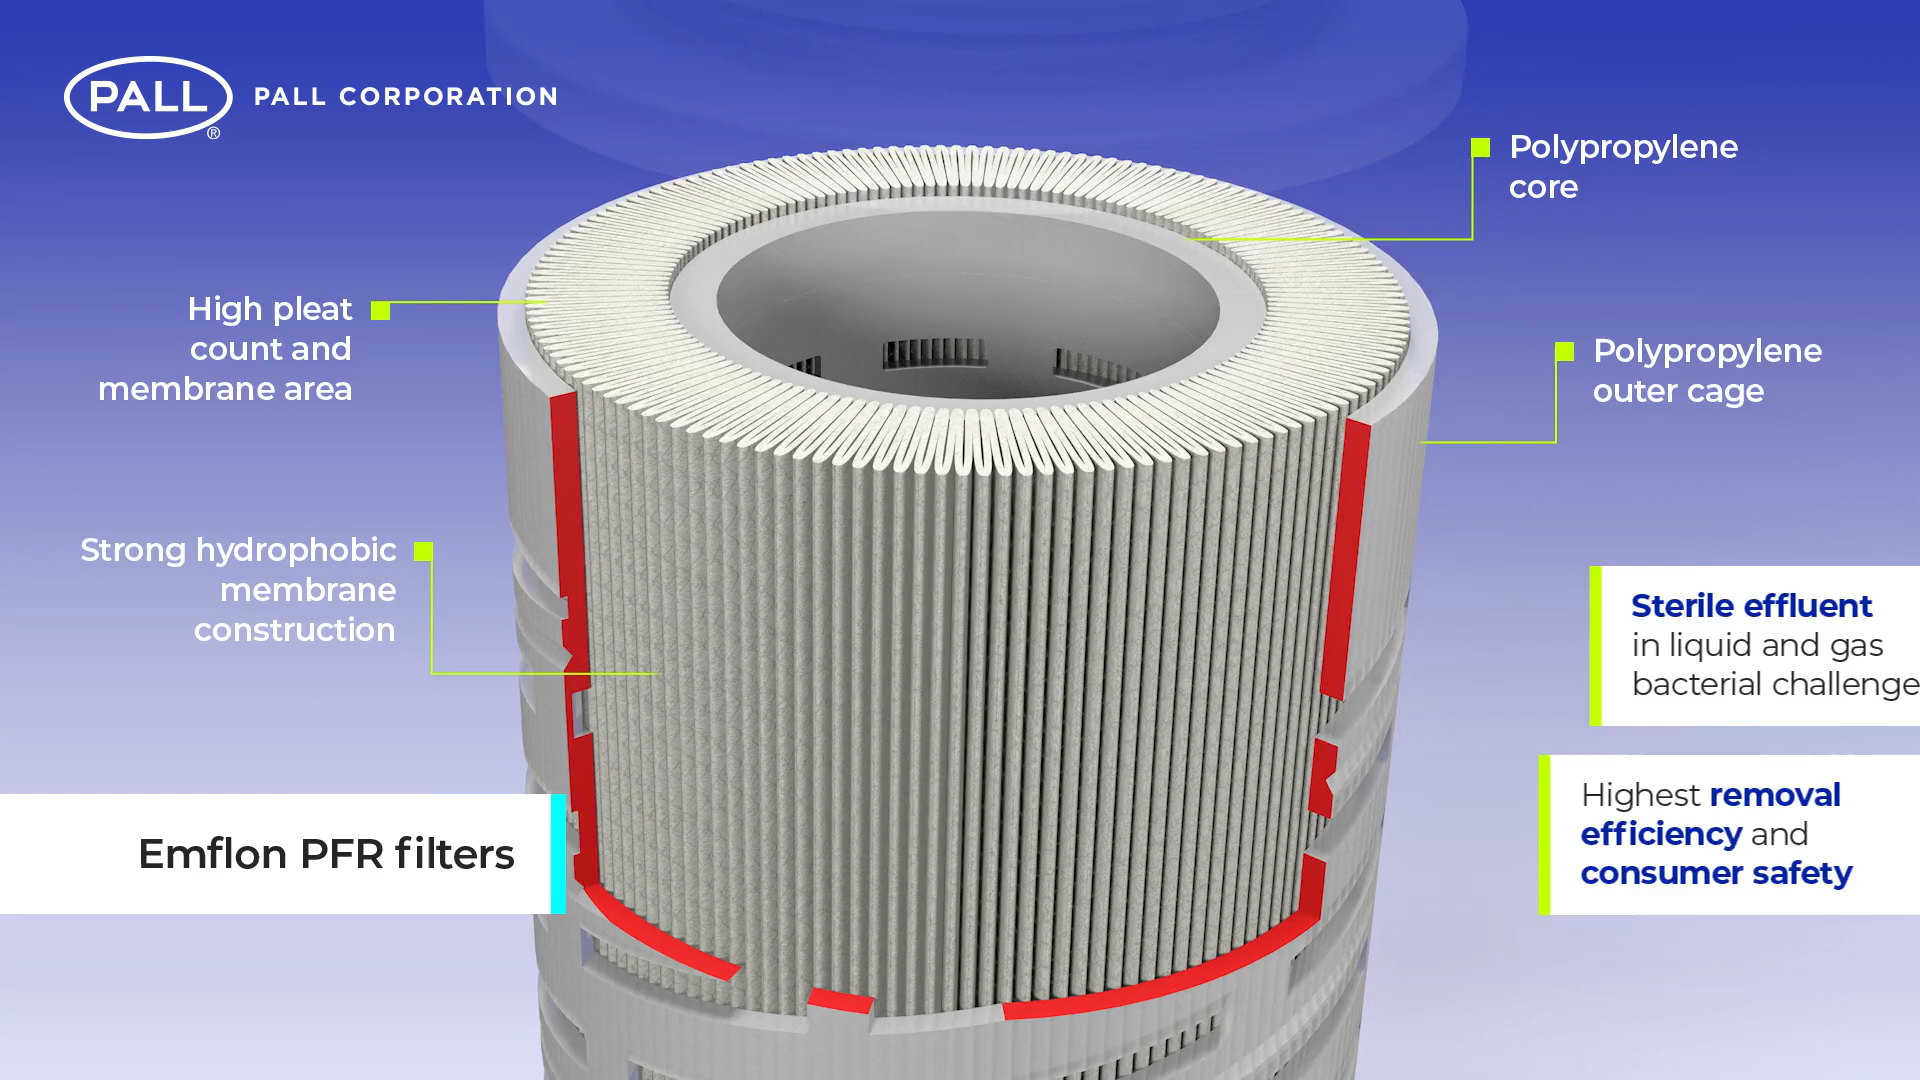 PALL
®
PALL CORPORATION
Polypropylene
core
High pleat
count and
membrane area
Polypropylene
outer cage
Strong hydrophobic
membrane
construction
Sterile effluent
in liquid and gas
bacterial challenge
Highest removal
efficiency and
consumer safety
Emflon PFR filters